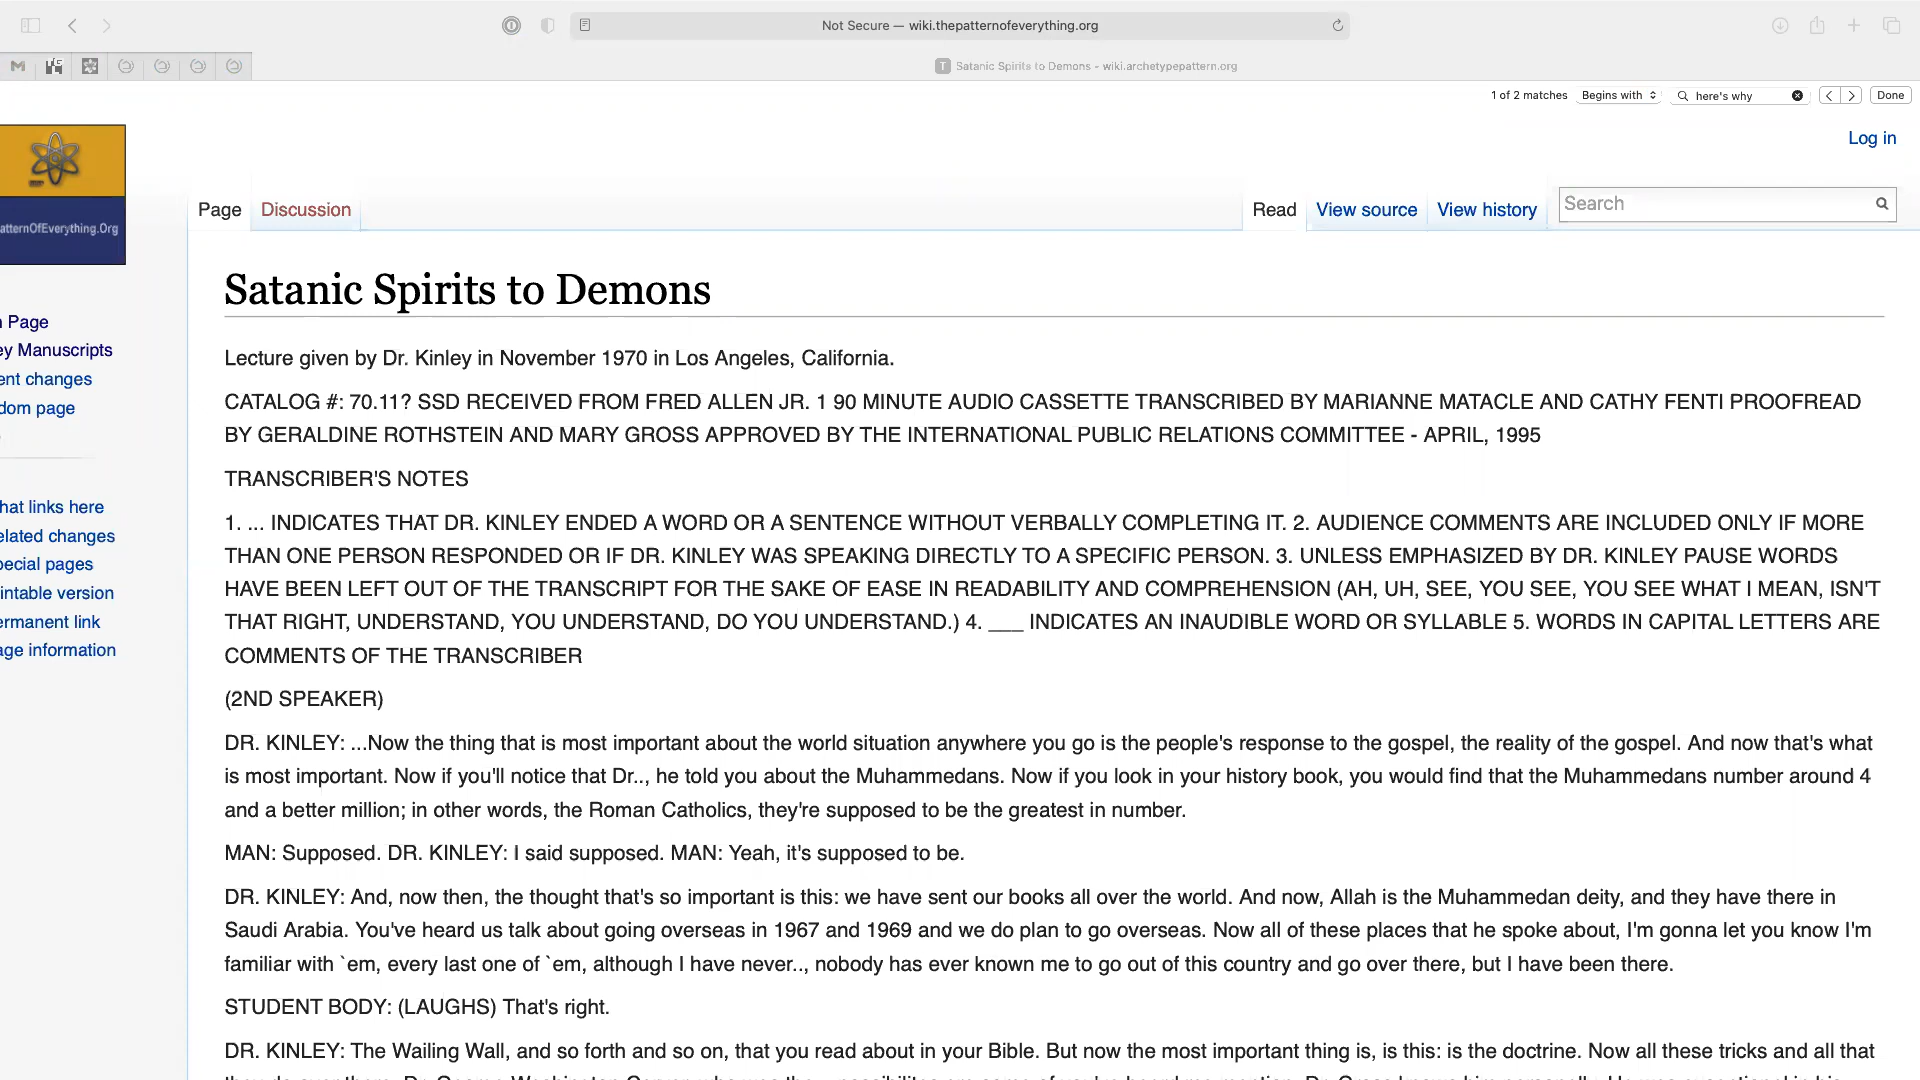 Not Secure — wiki.thepatternofeverything.org
Satanic Spirits to Demons - wiki.archetypepattern.org
1 of 2 matches Begins with here's why Done
Log in
Page Discussion Read View source View history Search
atternOfEverything.Org
Satanic Spirits to Demons
Page
ey Manuscripts
ent changes
dom page
hat links here
elated changes
pecial pages
intable version
ermanent link
age information
Lecture given by Dr. Kinley in November 1970 in Los Angeles, California.
CATALOG #: 70.11? SSD RECEIVED FROM FRED ALLEN JR. 1 90 MINUTE AUDIO CASSETTE TRANSCRIBED BY MARIANNE MATACLE AND CATHY FENTI PROOFREAD
BY GERALDINE ROTHSTEIN AND MARY GROSS APPROVED BY THE INTERNATIONAL PUBLIC RELATIONS COMMITTEE - APRIL, 1995
TRANSCRIBER'S NOTES
1. ... INDICATES THAT DR. KINLEY ENDED A WORD OR A SENTENCE WITHOUT VERBALLY COMPLETING IT. 2. AUDIENCE COMMENTS ARE INCLUDED ONLY IF MORE
THAN ONE PERSON RESPONDED OR IF DR. KINLEY WAS SPEAKING DIRECTLY TO A SPECIFIC PERSON. 3. UNLESS EMPHASIZED BY DR. KINLEY PAUSE WORDS
HAVE BEEN LEFT OUT OF THE TRANSCRIPT FOR THE SAKE OF EASE IN READABILITY AND COMPREHENSION (AH, UH, SEE, YOU SEE, YOU SEE WHAT I MEAN, ISN'T
THAT RIGHT, UNDERSTAND, YOU UNDERSTAND, DO YOU UNDERSTAND.) 4. ___ INDICATES AN INAUDIBLE WORD OR SYLLABLE 5. WORDS IN CAPITAL LETTERS ARE
COMMENTS OF THE TRANSCRIBER
(2ND SPEAKER)
DR. KINLEY: ...Now the thing that is most important about the world situation anywhere you go is the people's response to the gospel, the reality of the gospel. And now that's what
is most important. Now if you'll notice that Dr.., he told you about the Muhammedans. Now if you look in your history book, you would find that the Muhammedans number around 4
and a better million; in other words, the Roman Catholics, they're supposed to be the greatest in number.
MAN: Supposed. DR. KINLEY: I said supposed. MAN: Yeah, it's supposed to be.
DR. KINLEY: And, now then, the thought that's so important is this: we have sent our books all over the world. And now, Allah is the Muhammedan deity, and they have there in
Saudi Arabia. You've heard us talk about going overseas in 1967 and 1969 and we do plan to go overseas. Now all of these places that he spoke about, I'm gonna let you know I'm
familiar with `em, every last one of `em, although I have never.., nobody has ever known me to go out of this country and go over there, but I have been there.
STUDENT BODY: (LAUGHS) That's right.
DR. KINLEY: The Wailing Wall, and so forth and so on, that you read about in your Bible. But now the most important thing is, is this: is the doctrine. Now all these tricks and all that